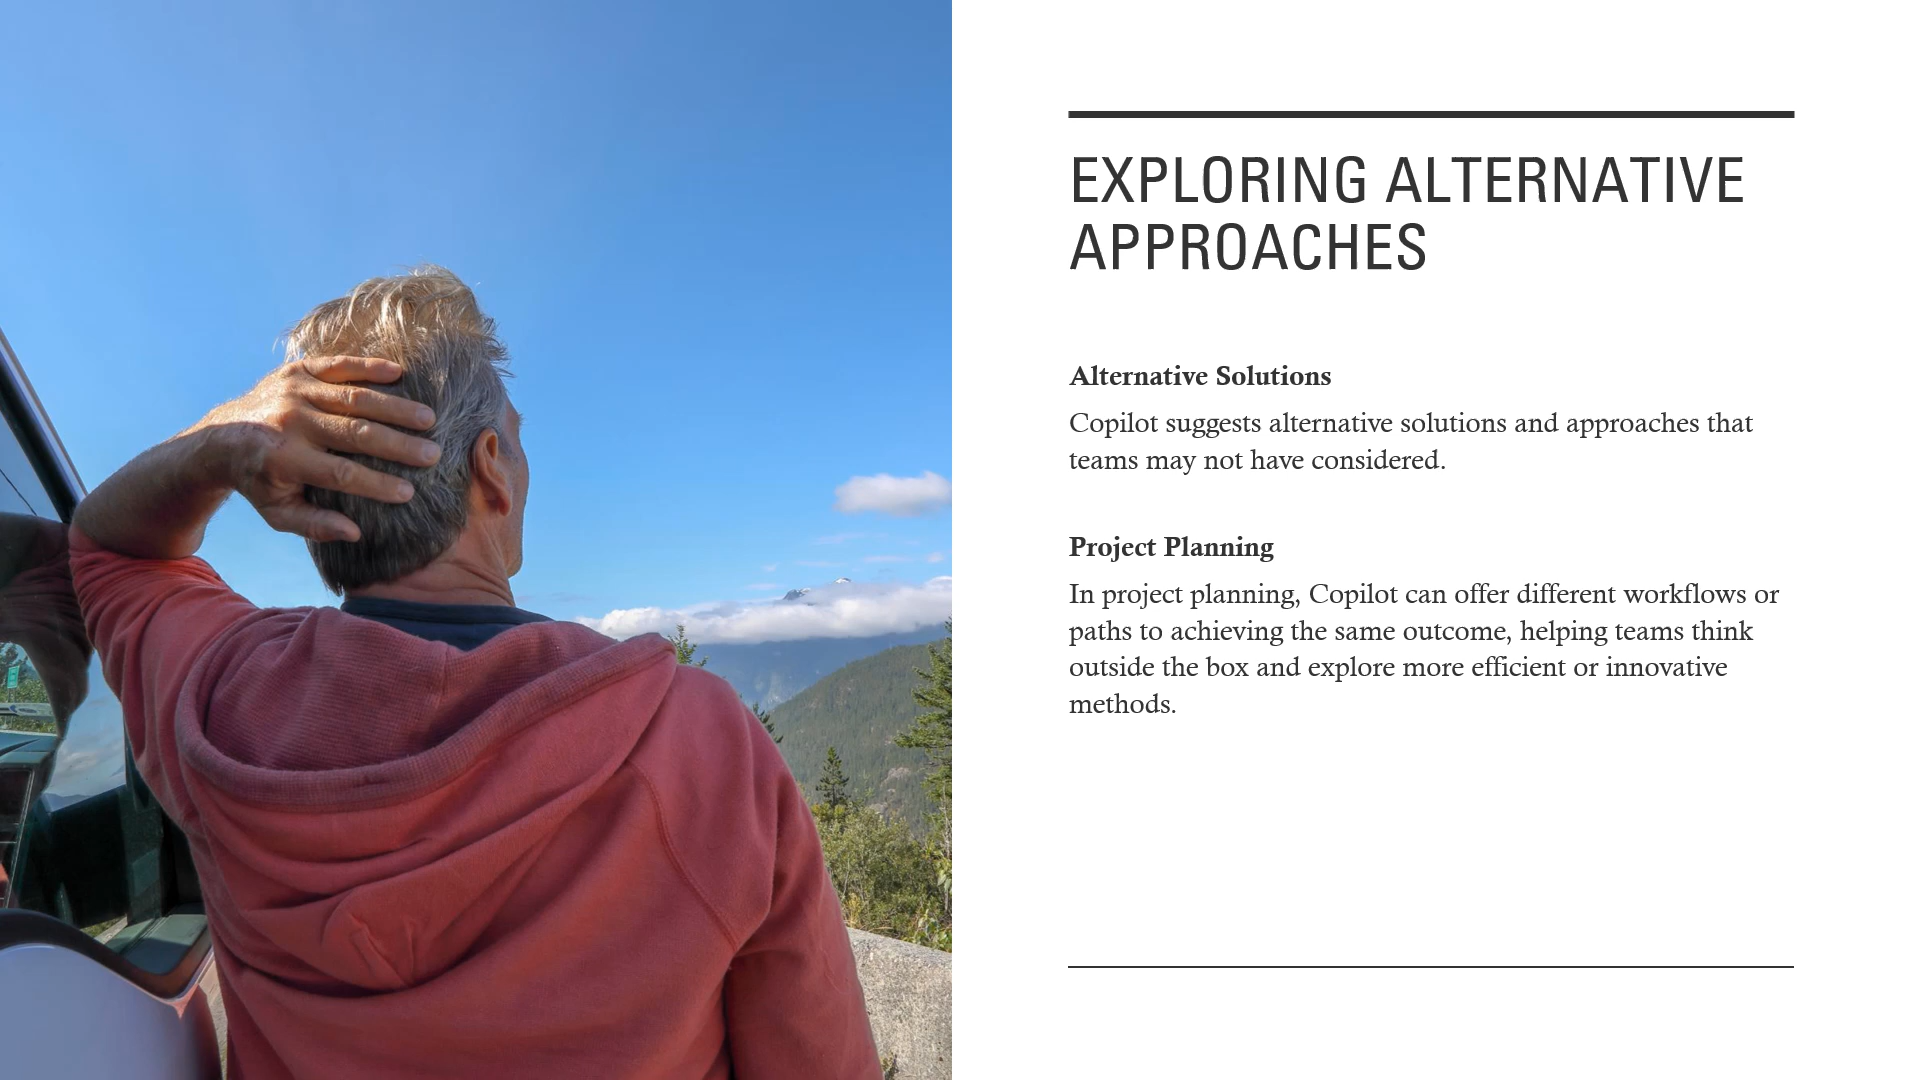 EXPLORING ALTERNATIVE
APPROACHES
Alternative Solutions
Copilot suggests alternative solutions and approaches that
teams may not have considered.
Project Planning
In project planning, Copilot can offer different workflows or
paths to achieving the same outcome, helping teams think
outside the box and explore more efficient or innovative
methods.